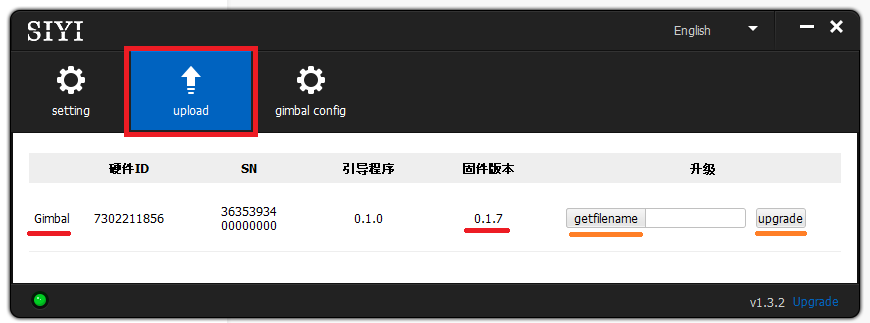 SIYI
English
setting
upload
gimbal config
硬件ID SN 引导程序 固件版本 升级
Gimbal 7302211856 36353934 0.1.0 0.1.7 getfilename upgrade
00000000
v1.3.2 Upgrade